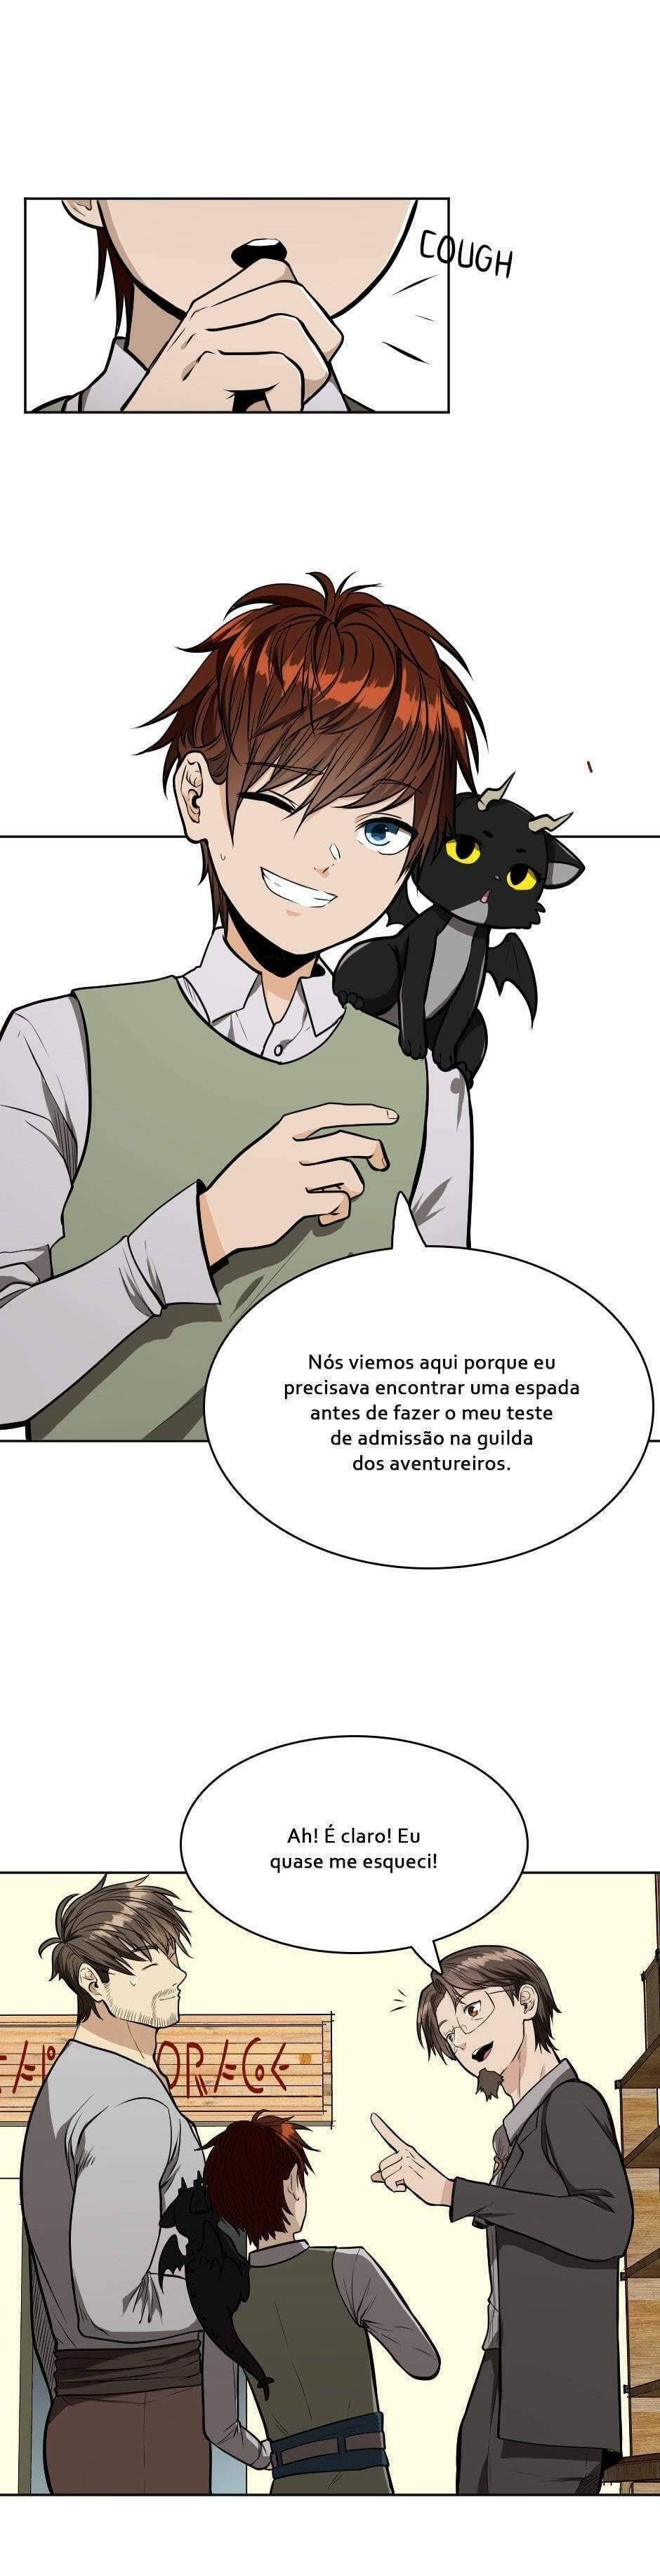 COUGH
Nós viemos aqui porque eu
precisava encontrar uma espada
antes de fazer o meu teste
de admissão na guilda
dos aventureiros.
Ah! É claro! Eu
quase me esqueci!